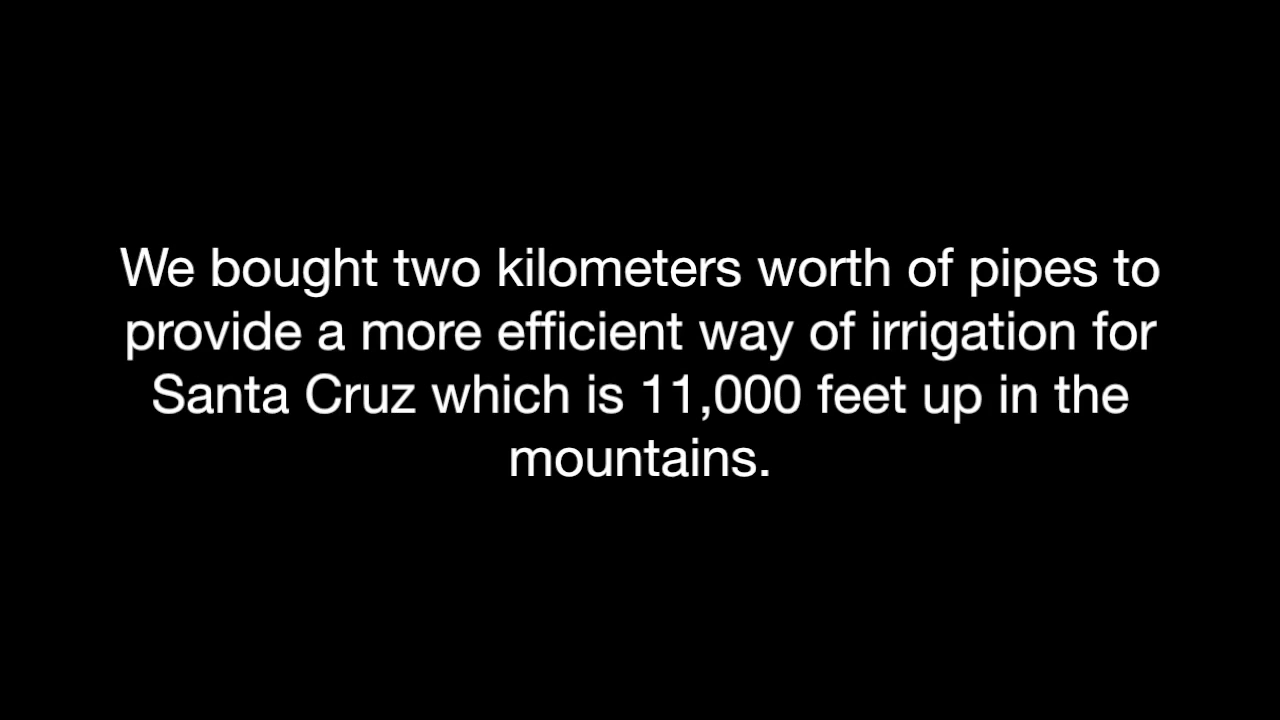 We bought two kilometers worth of pipes to
provide a more efficient way of irrigation for
Santa Cruz which is 11,000 feet up in the
mountains.